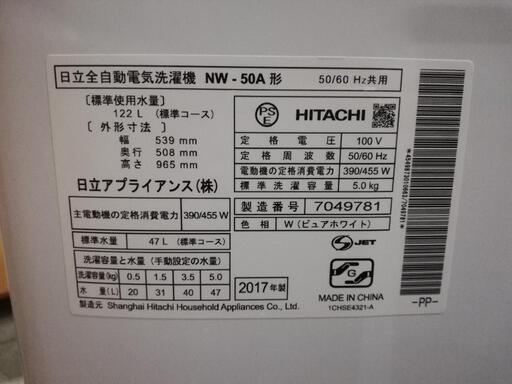 日立全自動電気洗濯機 NW-50A 形 50/60 Hz共用
〔標準使用水量〕
122 L (標準コース)
〔 外形寸法 〕
幅 539 mm
奥行 508 mm
高さ 965 mm
日立アプライアンス(株)
主電動機の定格消費電力 390/455 W
標準水量 47 L (標準コース)
洗濯容量と水量 (手動設定の水量)
洗濯容量(kg) 0.5 1.5 3.5 5.0
水量(L) 20 31 40 47
製造元 Shanghai Hitachi Household Appliances Co., Ltd.
PS
E
HITACHI
定格電圧 100 V
定格周波数 50/60 Hz
電動機の定格消費電力 390/455 W
標準洗濯容量 5.0 kg
製造番号 7049781
色相 W (ピュアホワイト)
S-JET
2017年製
G
MADE IN CHINA
1CHSE4321-A
-PP-